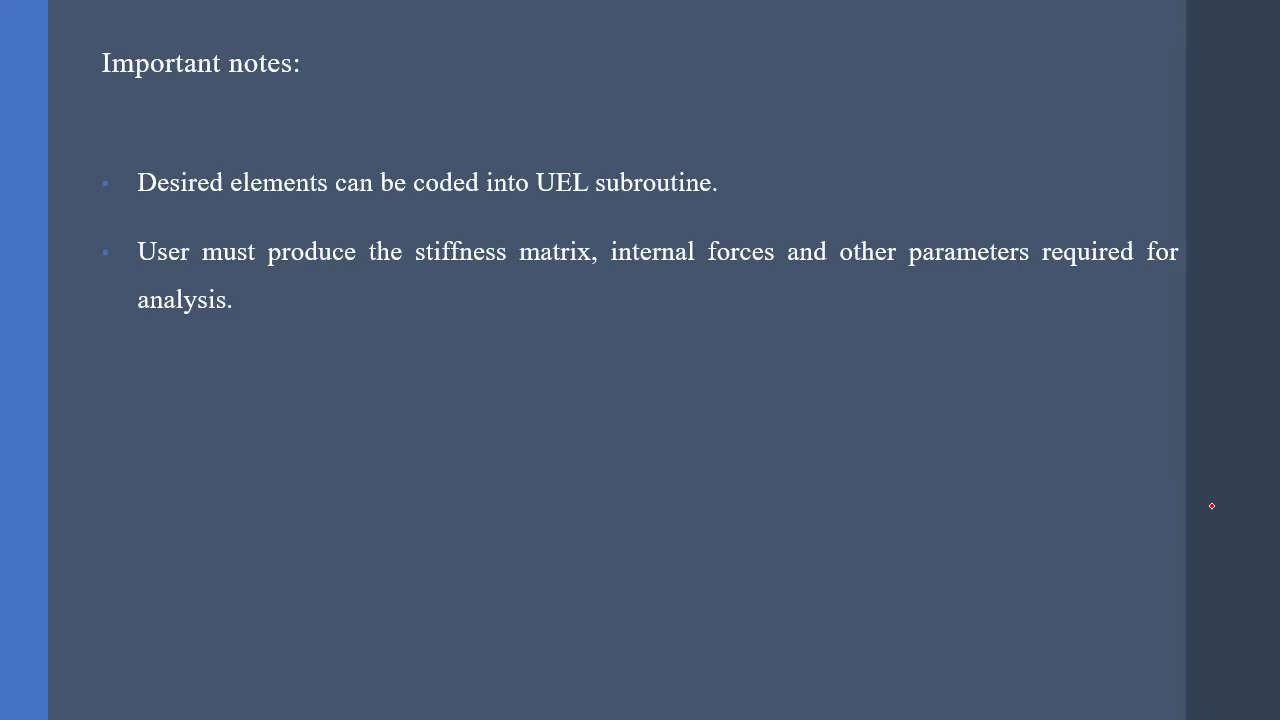 Important notes:
• Desired elements can be coded into UEL subroutine.
• User must produce the stiffness matrix, internal forces and other parameters required for
analysis.